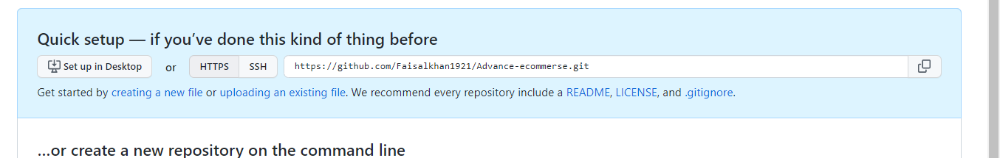 Quick setup — if you’ve done this kind of thing before
Set up in Desktop or HTTPS SSH https://github.com/Faisalkhan1921/Advance-ecommerse.git
Get started by creating a new file or uploading an existing file. We recommend every repository include a README, LICENSE, and .gitignore.
…or create a new repository on the command line